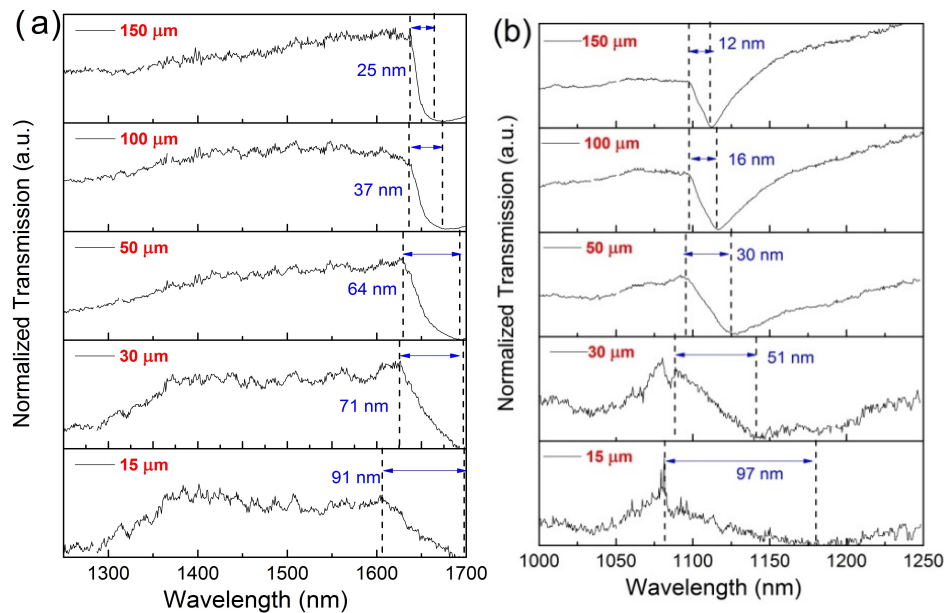 (a)
150 μm
25 nm
100 μm
37 nm
50 μm
64 nm
30 μm
71 nm
15 μm
91 nm
1300 1400 1500 1600 1700
Wavelength (nm)
Normalized Transmission (a.u.)
(b)
150 μm
12 nm
100 μm
16 nm
50 μm
30 nm
30 μm
51 nm
15 μm
97 nm
1000 1050 1100 1150 1200 1250
Wavelength (nm)
Normalized Transmission (a.u.)